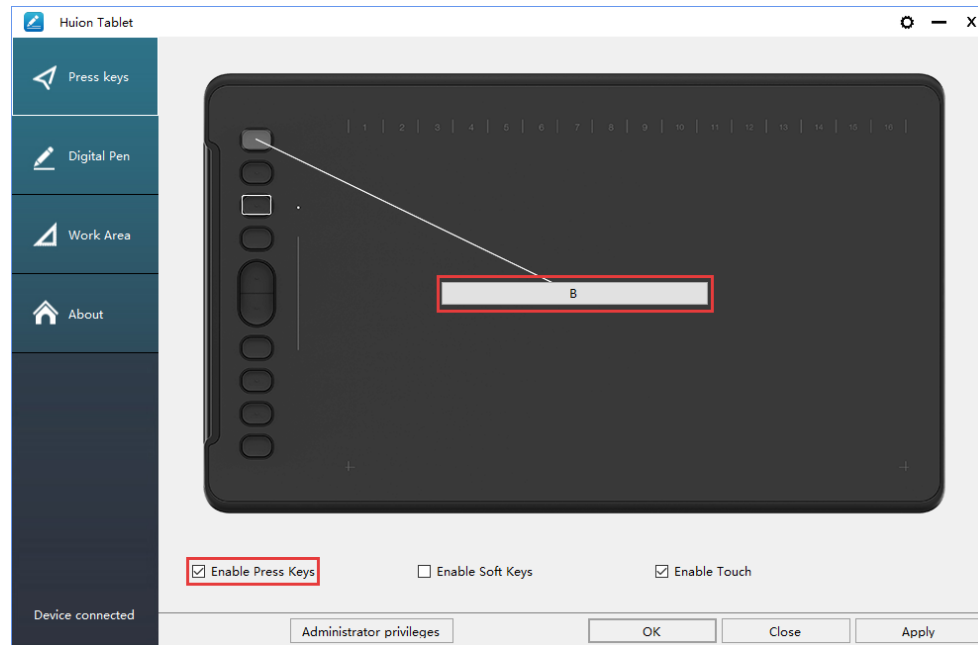 Huion Tablet
Press keys
Digital Pen
Work Area
About
1 2 3 4 5 6 7 8 9 10 11 12 13 14 15 16
B
Enable Press Keys
Enable Soft Keys
Enable Touch
Device connected
Administrator privileges
OK
Close
Apply